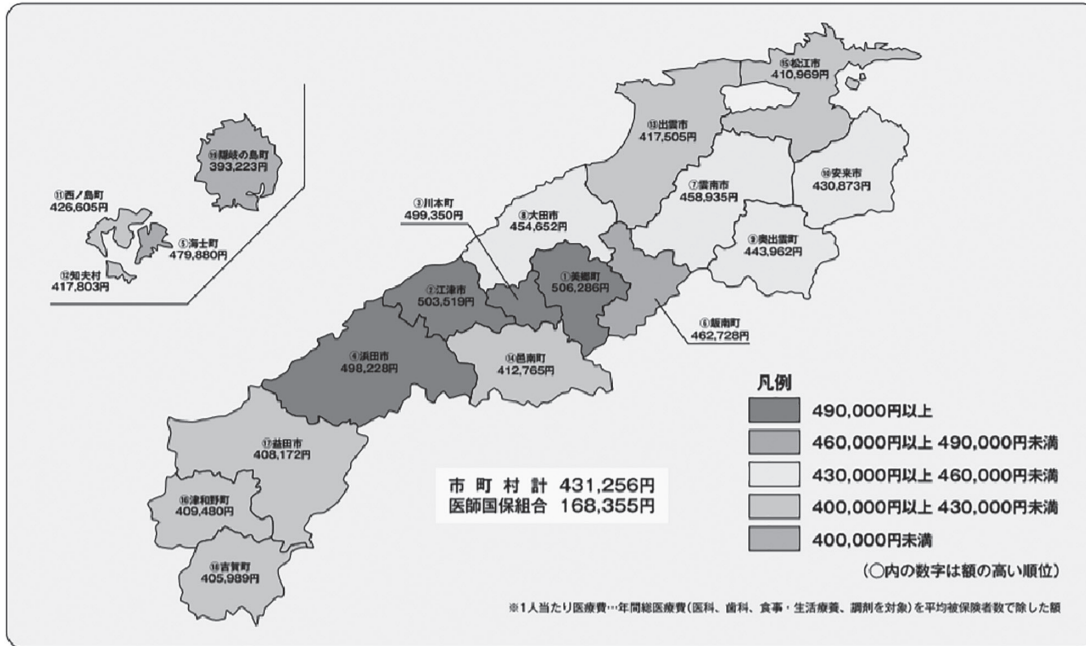 ⑮松江市
410,969円
⑬出雲市
417,505円
⑲隠岐の島町
393,223円
⑩安来市
430,873円
⑦雲南市
458,935円
⑪西ノ島町
426,605円
③川本町
499,350円
⑧大田市
454,652円
⑤海士町
479,880円
⑨奥出雲町
443,962円
⑫知夫村
417,803円
①美郷町
506,286円
②江津市
503,519円
⑥飯南町
462,728円
④浜田市
498,228円
⑭邑南町
412,765円
凡例
490,000円以上
460,000円以上 490,000円未満
430,000円以上 460,000円未満
400,000円以上 430,000円未満
400,000円未満
(○内の数字は額の高い順位)
⑰益田市
408,172円
市町村計 431,256円
医師国保組合 168,355円
⑯津和野町
409,480円
⑱吉賀町
405,989円
※1人当たり医療費…年間総医療費(医科、歯科、食事・生活療養、調剤を対象)を平均被保険者数で除した額